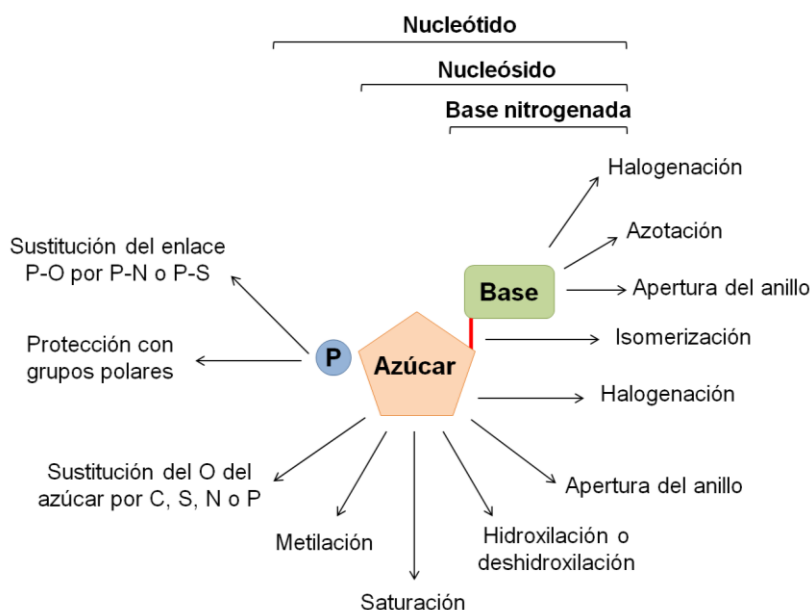 Nucleótido
Nucleósido
Base nitrogenada
Halogenación
Azotación
Base
Apertura del anillo
Isomerización
Halogenación
Sustitución del enlace
P-O por P-N o P-S
P
Azúcar
Protección con
grupos polares
Sustitución del O del
azúcar por C, S, N o P
Metilación
Saturación
Hidroxilación o
deshidroxilación
Apertura del anillo